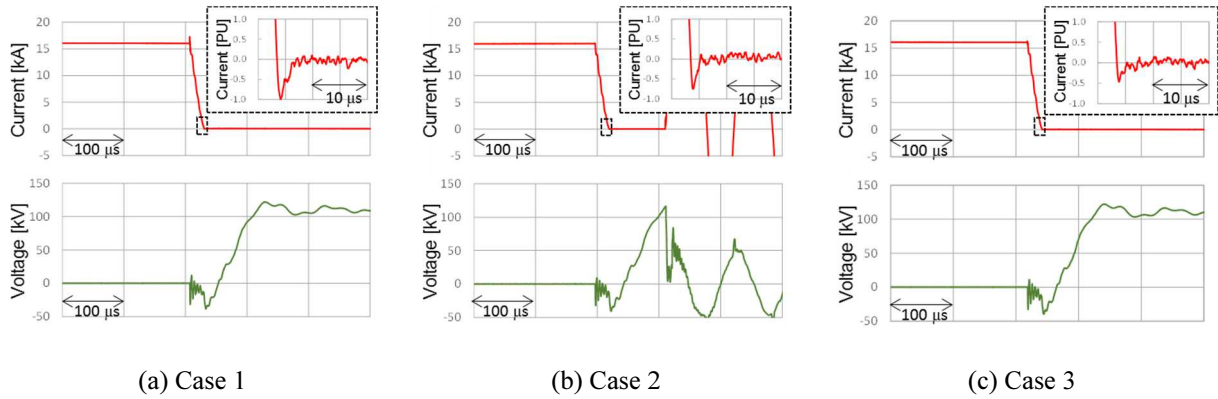 25
20
15
10
5
0
-5
Current [kA]
100 μs
1.0
0.5
0.0
-0.5
-1.0
Current [PU]
10 μs
150
100
50
0
-50
Voltage [kV]
100 μs
(a) Case 1
25
20
15
10
5
0
-5
Current [kA]
100 μs
1.0
0.5
0.0
-0.5
-1.0
Current [PU]
10 μs
150
100
50
0
-50
Voltage [kV]
100 μs
(b) Case 2
25
20
15
10
5
0
-5
Current [kA]
100 μs
1.0
0.5
0.0
-0.5
-1.0
Current [PU]
10 μs
150
100
50
0
-50
Voltage [kV]
100 μs
(c) Case 3